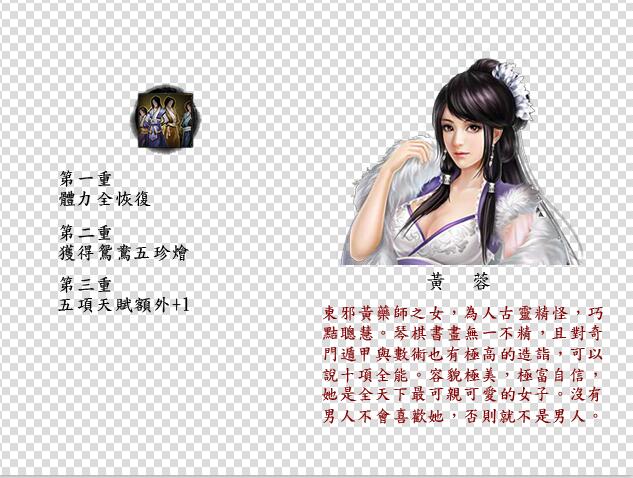 第一重
體力全恢復
第二重
獲得鴛鴦五珍燴
第三重
五項天賦額外+1
黃 蓉
東邪黃藥師之女，為人古靈精怪，巧
點聰慧。琴棋書畫無一不精，且對奇
門遁甲與數術也有極高的造詣，可以
說十項全能。容貌極美，極富自信，
她是全天下最可親可愛的女子。沒有
男人不會喜歡她，否則就不是男人。